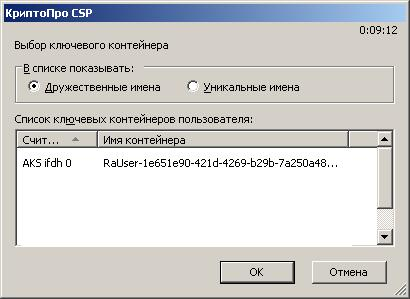 КриптоПро CSP
0:09:12
Выбор ключевого контейнера
В списке показывать:
Дружественные имена Уникальные имена
Список ключевых контейнеров пользователя:
Счит... Имя контейнера
AKS ifdh 0 RaUser-1e651e90-421d-4269-b29b-7a250a48...
OK Отмена